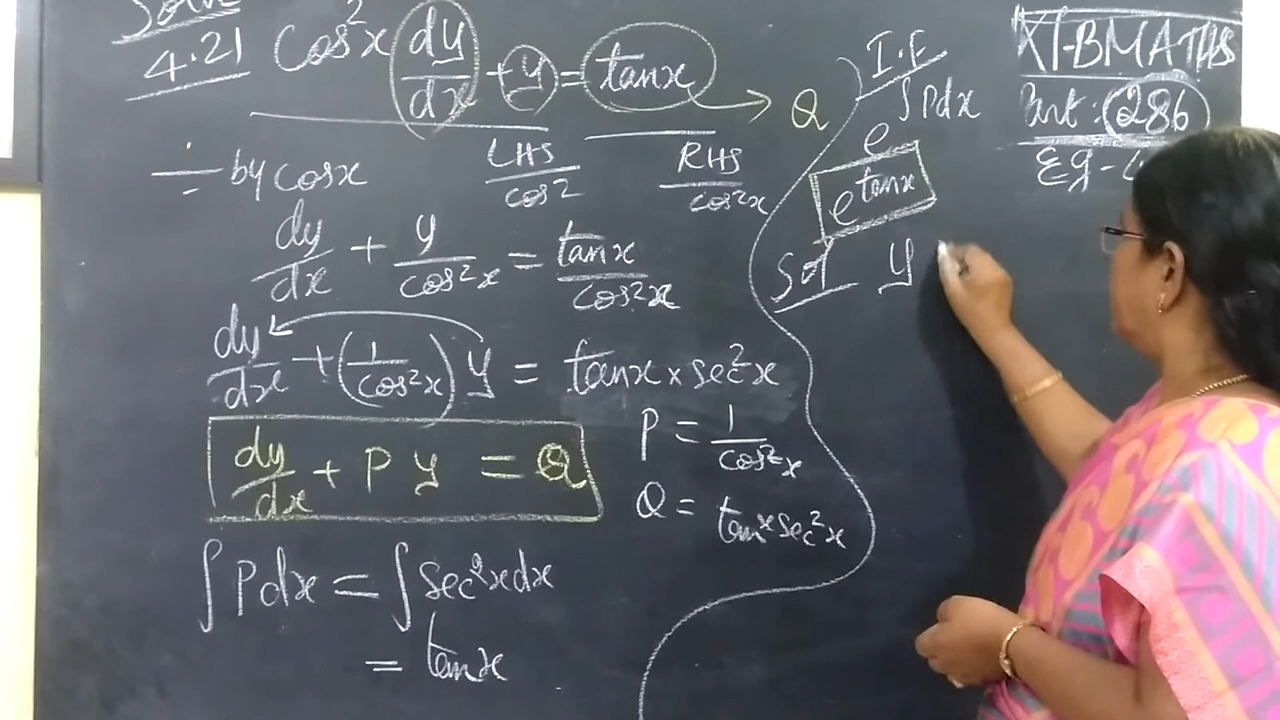 Solve
4.21 cos²x dy/dx + y = tanx → Q
÷ by cosx LHS/cos² RHS/cos²x
dy/dx + y/cos²x = tanx/cos²x
dy/dx + (1/cos²x) y = tanx × sec²x
dy/dx + P y = Q
P = 1/cos²x
Q = tanx sec²x
∫ Pdx = ∫ sec²x dx
= tanx
I.F
e^∫Pdx
e^tanx
Sol y
XI-BMATHS
286
Eg-4